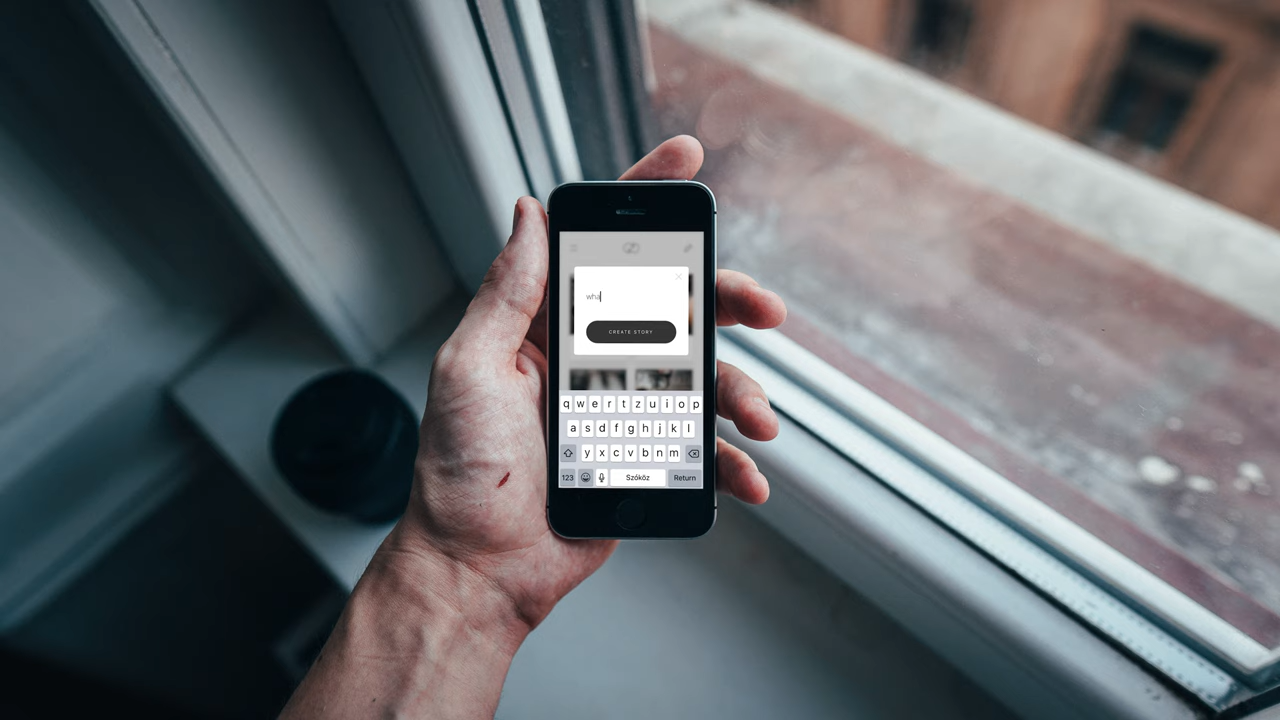 wha
CREATE STORY
q w e r t z u i o p
a s d f g h j k l
y x c v b n m
123 Szóköz Return